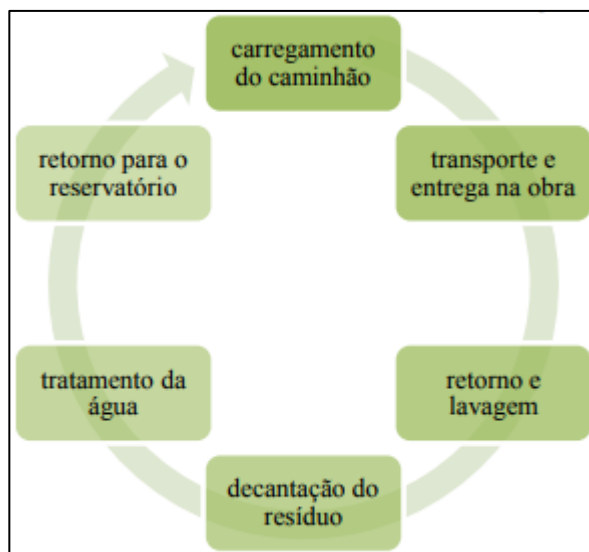 carregamento
do caminhão
transporte e
entrega na obra
retorno e
lavagem
decantação do
resíduo
tratamento da
água
retorno para o
reservatório